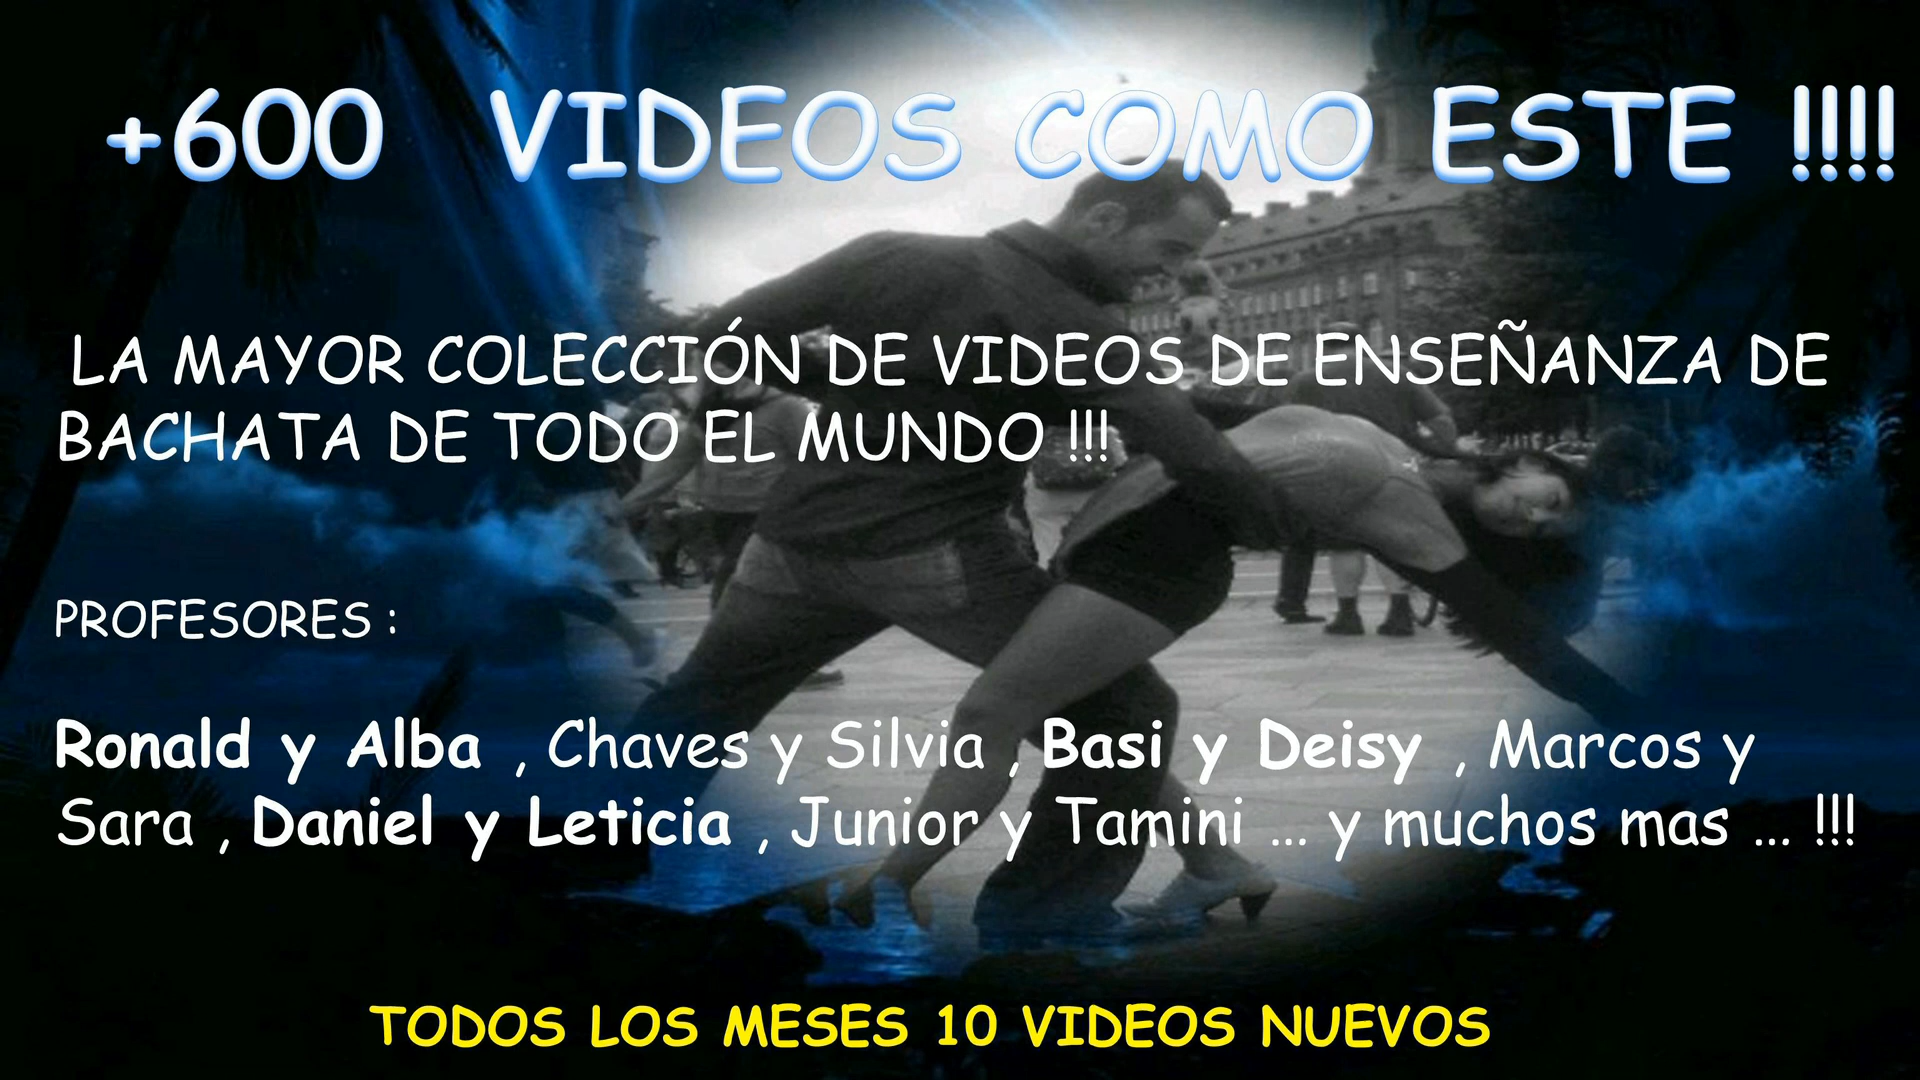 +600 VIDEOS COMO ESTE !!!!
LA MAYOR COLECCIÓN DE VIDEOS DE ENSEÑANZA DE
BACHATA DE TODO EL MUNDO !!!
PROFESORES :
Ronald y Alba , Chaves y Silvia , Basi y Deisy , Marcos y
Sara , Daniel y Leticia , Junior y Tamini ... y muchos mas ... !!!
TODOS LOS MESES 10 VIDEOS NUEVOS